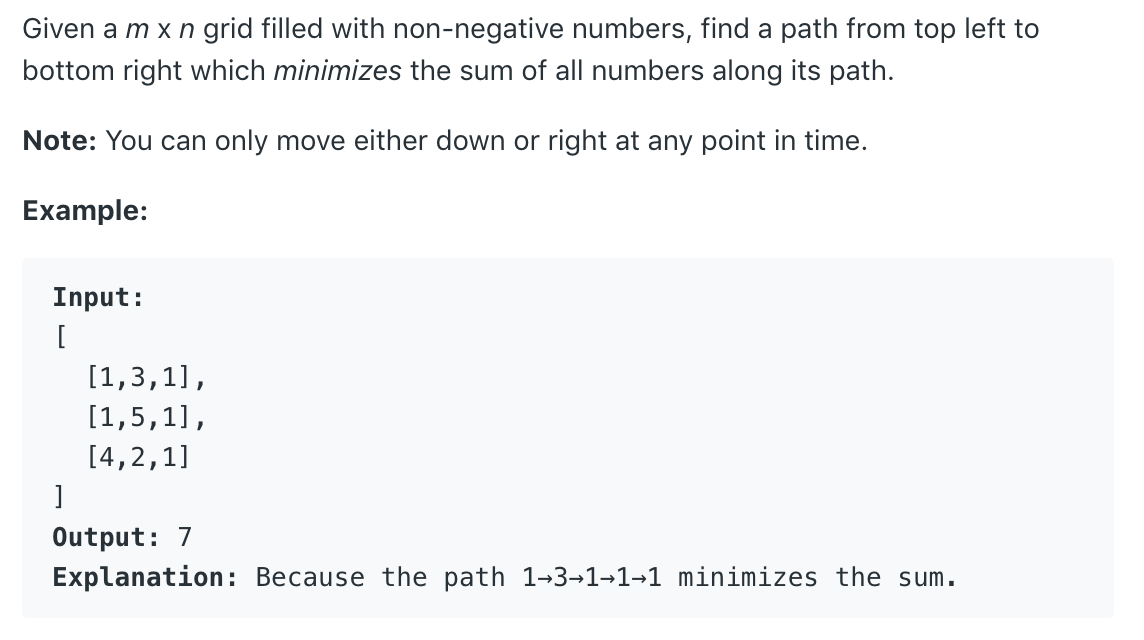 Given a m x n grid filled with non-negative numbers, find a path from top left to
bottom right which minimizes the sum of all numbers along its path.
Note: You can only move either down or right at any point in time.
Example:
Input:
[
  [1,3,1],
  [1,5,1],
  [4,2,1]
]
Output: 7
Explanation: Because the path 1→3→1→1→1 minimizes the sum.